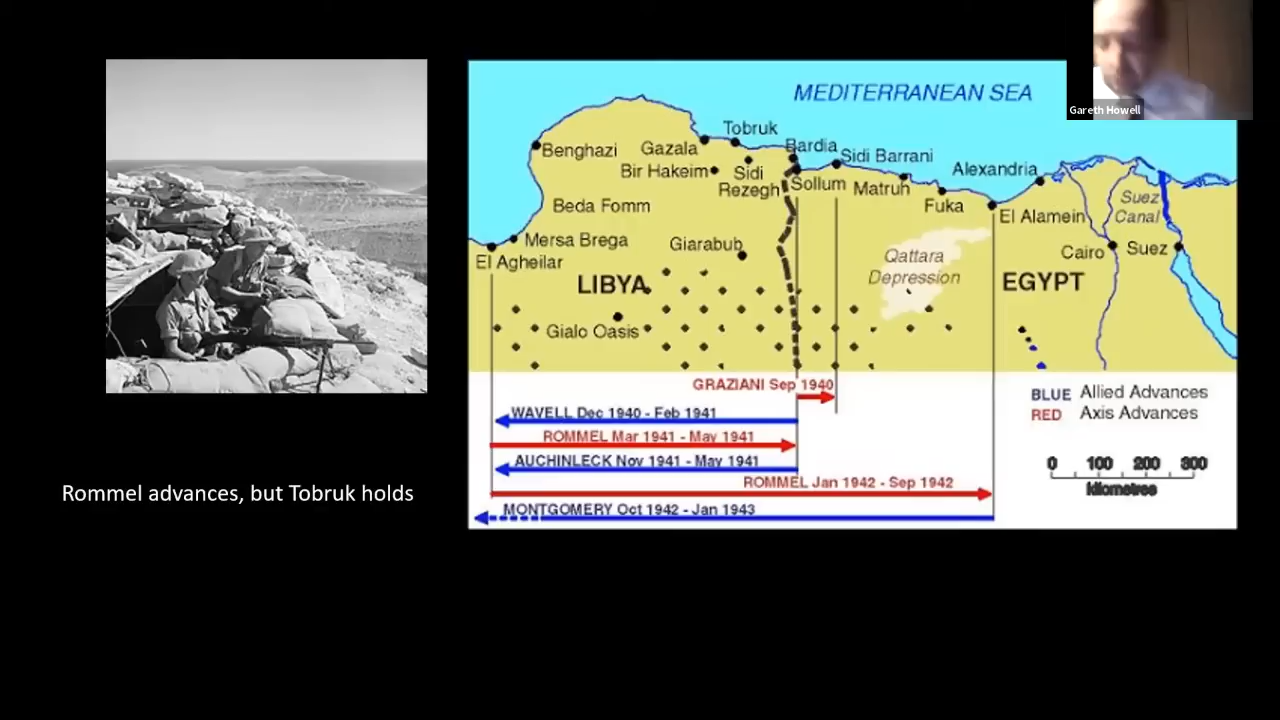 Gareth Howell
MEDITERRANEAN SEA
Tobruk
Bardia
Benghazi
Gazala
Sidi Barrani
Alexandria
Bir Hakeim
Sidi
Rezegh
Sollum
Matruh
Fuka
El Alamein
Suez
Canal
Beda Fomm
Mersa Brega
Giarabub
Cairo
Suez
El Agheilar
Qattara
Depression
LIBYA
EGYPT
Gialo Oasis
GRAZIANI Sep 1940
BLUE Allied Advances
RED Axis Advances
WAVELL Dec 1940 - Feb 1941
ROMMEL Mar 1941 - May 1941
AUCHINLECK Nov 1941 - May 1941
ROMMEL Jan 1942 - Sep 1942
MONTGOMERY Oct 1942 - Jan 1943
0 100 200 300
kilometres
Rommel advances, but Tobruk holds